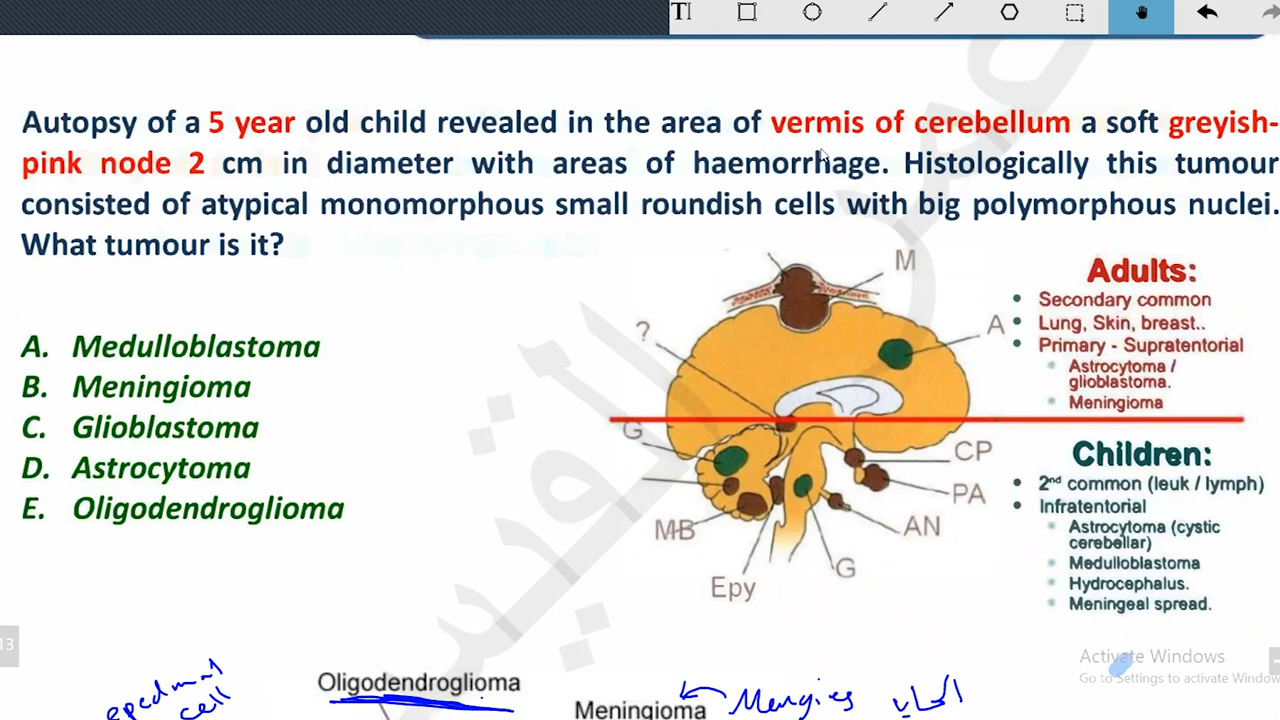 Autopsy of a 5 year old child revealed in the area of vermis of cerebellum a soft greyish-
pink node 2 cm in diameter with areas of haemorrhage. Histologically this tumour
consisted of atypical monomorphous small roundish cells with big polymorphous nuclei.
What tumour is it?
A. Medulloblastoma
B. Meningioma
C. Glioblastoma
D. Astrocytoma
E. Oligodendroglioma
M
?
A
G
CP
PA
MB
AN
G
Epy
Adults:
• Secondary common
• Lung, Skin, breast..
• Primary - Supratentorial
Astrocytoma /
glioblastoma.
Meningioma
Children:
• 2nd common (leuk / lymph)
• Infratentorial
Astrocytoma (cystic
cerebellar)
Medulloblastoma
Hydrocephalus.
Meningeal spread.
13
Activate Windows
Go to Settings to activate Window
cell
Oligodendroglioma
Meningioma